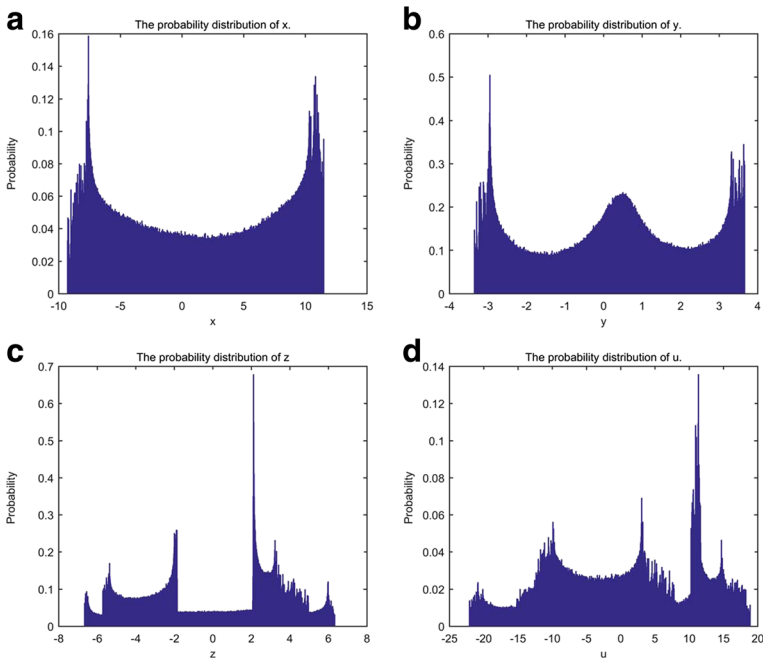 a
The probability distribution of x.
0.16
0.14
0.12
0.1
0.08
0.06
0.04
0.02
0
Probability
-10 -5 0 5 10 15
x
b
The probability distribution of y.
0.6
0.5
0.4
0.3
0.2
0.1
0
Probability
-4 -3 -2 -1 0 1 2 3 4
y
c
The probability distribution of z
0.7
0.6
0.5
0.4
0.3
0.2
0.1
0
Probability
-8 -6 -4 -2 0 2 4 6 8
z
d
The probability distribution of u.
0.14
0.12
0.1
0.08
0.06
0.04
0.02
0
Probability
-25 -20 -15 -10 -5 0 5 10 15 20
u